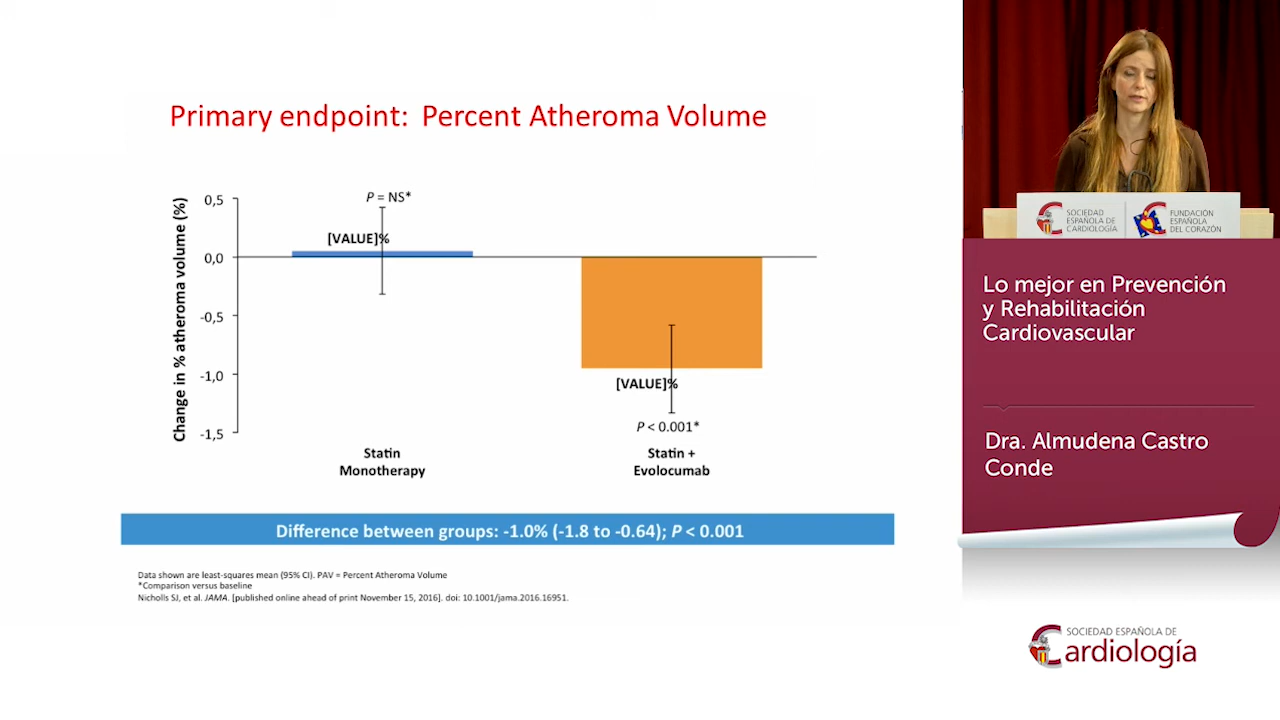 Primary endpoint: Percent Atheroma Volume
Change in % atheroma volume (%)
0,5
0,0
-0,5
-1,0
-1,5
P = NS*
[VALUE]%
[VALUE]%
P < 0.001*
Statin
Monotherapy
Statin +
Evolocumab
Difference between groups: -1.0% (-1.8 to -0.64); P < 0.001
Data shown are least-squares mean (95% CI). PAV = Percent Atheroma Volume
*Comparison versus baseline
Nicholls SJ, et al. JAMA. [published online ahead of print November 15, 2016]. doi: 10.1001/jama.2016.16951.
SOCIEDAD
ESPAÑOLA DE
CARDIOLOGÍA
FUNDACIÓN
ESPAÑOLA
DEL CORAZÓN
Lo mejor en Prevención
y Rehabilitación
Cardiovascular
Dra. Almudena Castro
Conde
SOCIEDAD ESPAÑOLA DE
Cardiología